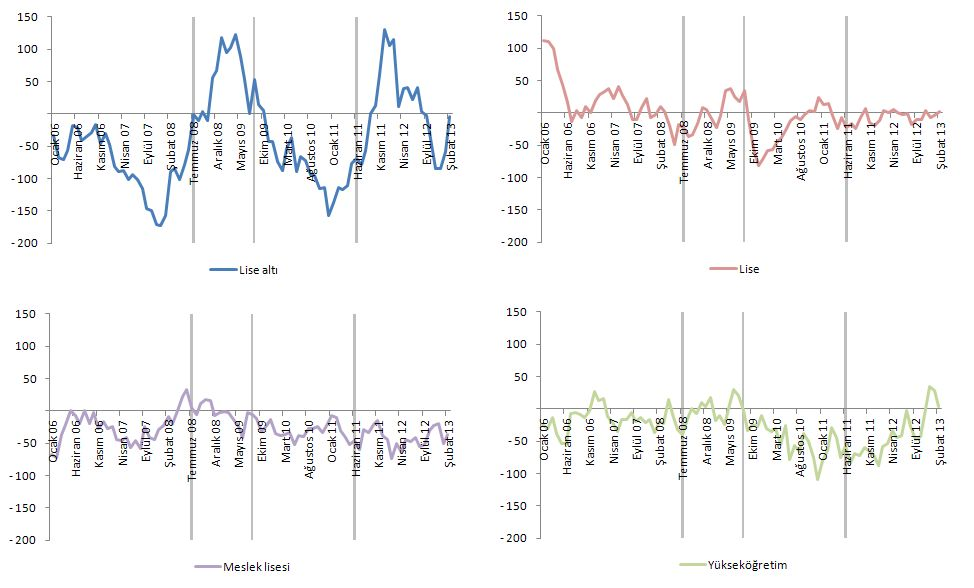 150
100
50
-50
-100
-150
-200
Ocak 06
Haziran 06
Kasım 06
Nisan 07
Eylül 07
Şubat 08
Temmuz 08
Aralık 08
Mayıs 09
Ekim 09
Mart 10
Ağustos 10
Ocak 11
Haziran 11
Kasım 11
Nisan 12
Eylül 12
Şubat 13
Lise altı
150
100
50
0
-50
-100
-150
-200
Ocak 06
Haziran 06
Kasım 06
Nisan 07
Eylül 07
Şubat 08
Temmuz 08
Aralık 08
Mayıs 09
Ekim 09
Mart 10
Ağustos 10
Ocak 11
Haziran 11
Kasım 11
Nisan 12
Eylül 12
Şubat 13
Lise
150
100
50
-50
-100
-150
-200
Ocak 06
Haziran 06
Kasım 06
Nisan 07
Eylül 07
Şubat 08
Temmuz 08
Aralık 08
Mayıs 09
Ekim 09
Mart 10
Ağustos 10
Ocak 11
Haziran 11
Kasım 11
Nisan 12
Eylül 12
Şubat 13
Meslek lisesi
150
100
50
-50
-100
-150
-200
Ocak 06
Haziran 06
Kasım 06
Nisan 07
Eylül 07
Şubat 08
Temmuz 08
Aralık 08
Mayıs 09
Ekim 09
Mart 10
Ağustos 10
Ocak 11
Haziran 11
Kasım 11
Nisan 12
Eylül 12
Şubat 13
Yükseköğretim